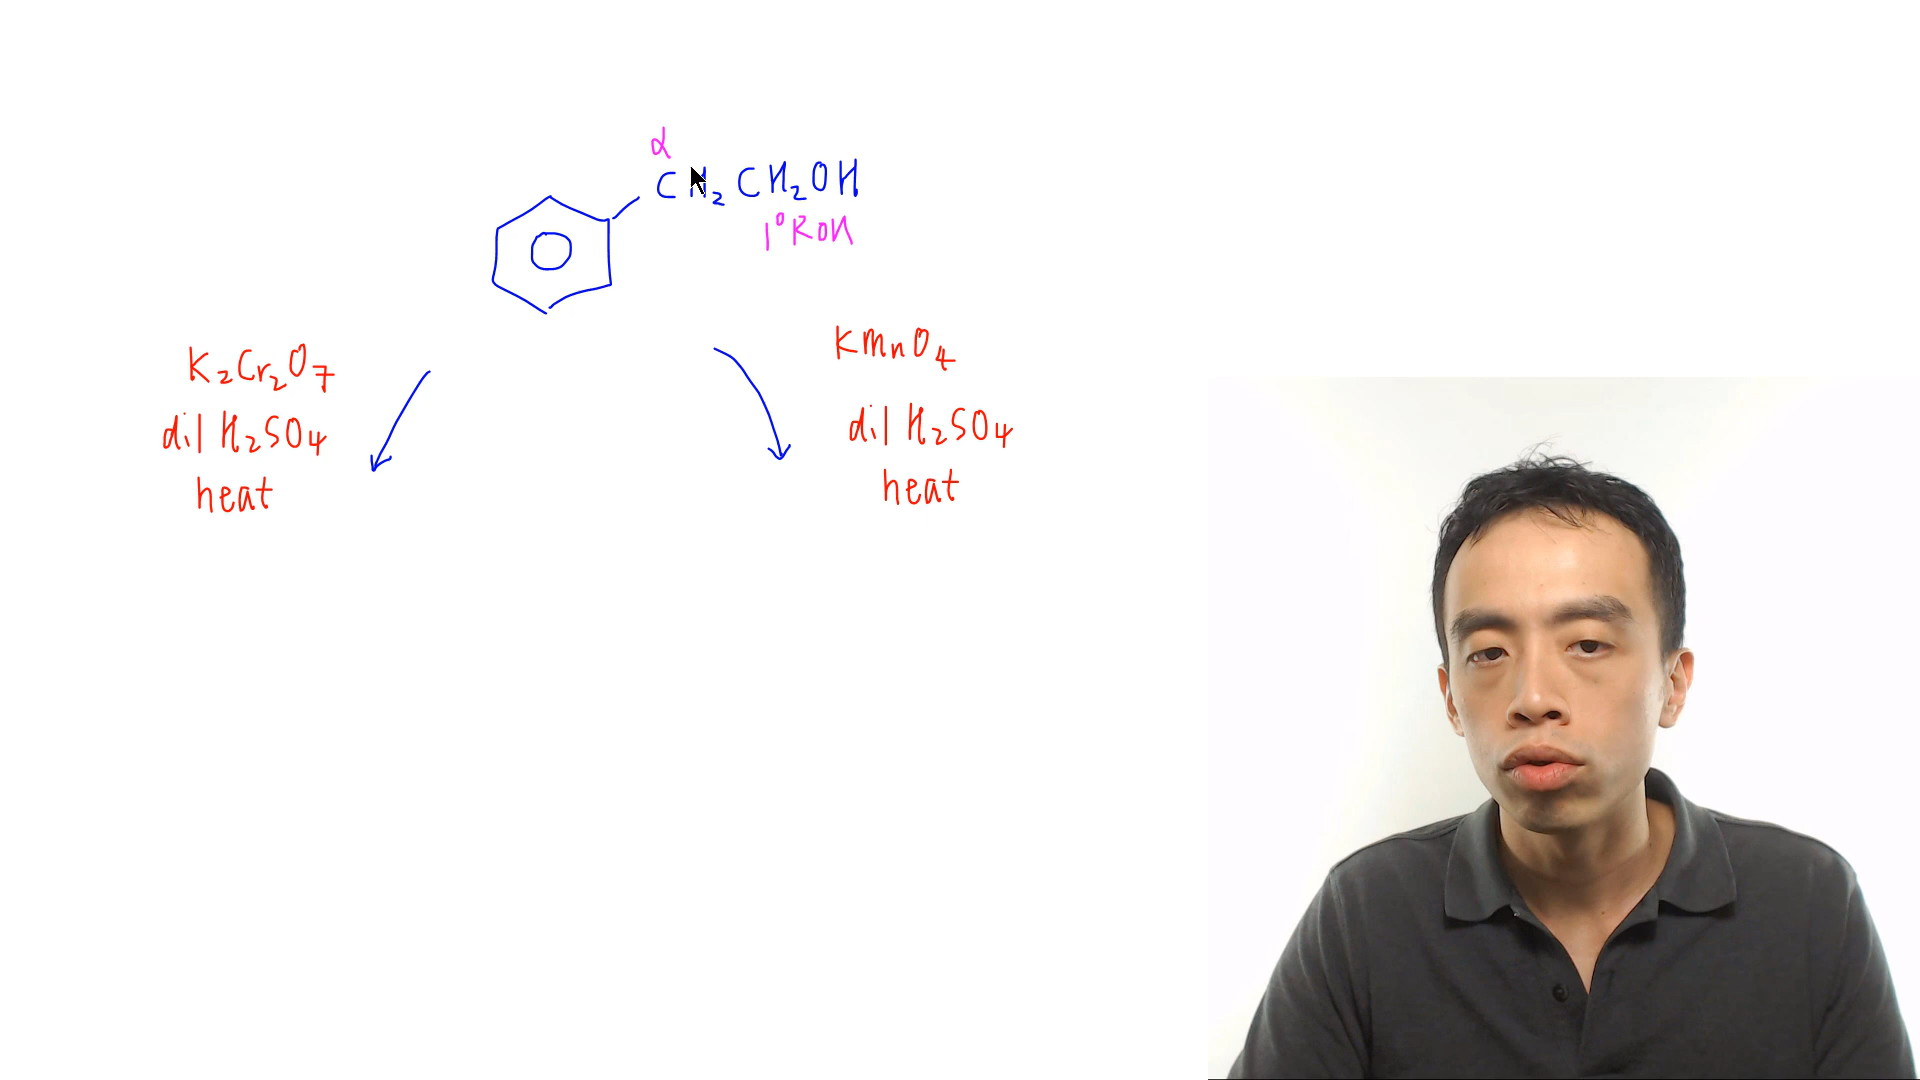 α
CH₂CH₂OH
1° ROH
K₂Cr₂O₇
dil H₂SO₄
heat
KMnO₄
dil H₂SO₄
heat